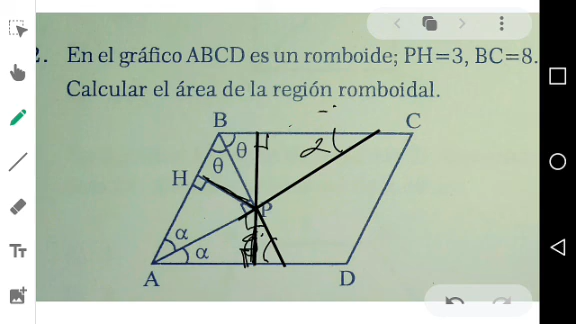 2. En el gráfico ABCD es un romboide; PH=3, BC=8.
Calcular el área de la región romboidal.
B C
θ θ α
H
P
α
α
A D
Tт